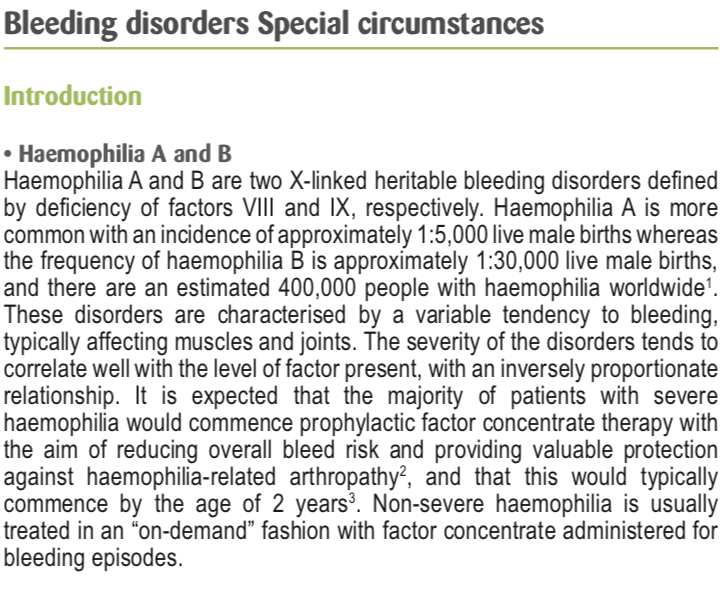 Bleeding disorders Special circumstances
Introduction
• Haemophilia A and B
Haemophilia A and B are two X-linked heritable bleeding disorders defined
by deficiency of factors VIII and IX, respectively. Haemophilia A is more
common with an incidence of approximately 1:5,000 live male births whereas
the frequency of haemophilia B is approximately 1:30,000 live male births,
and there are an estimated 400,000 people with haemophilia worldwide¹.
These disorders are characterised by a variable tendency to bleeding,
typically affecting muscles and joints. The severity of the disorders tends to
correlate well with the level of factor present, with an inversely proportionate
relationship. It is expected that the majority of patients with severe
haemophilia would commence prophylactic factor concentrate therapy with
the aim of reducing overall bleed risk and providing valuable protection
against haemophilia-related arthropathy², and that this would typically
commence by the age of 2 years³. Non-severe haemophilia is usually
treated in an “on-demand” fashion with factor concentrate administered for
bleeding episodes.